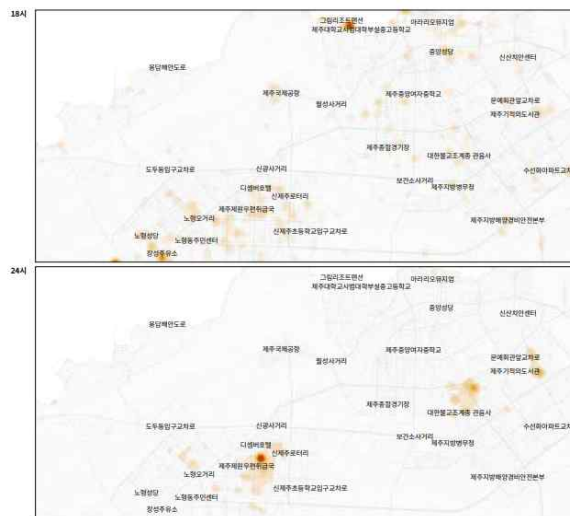 18시
그림리조트펜션
아라리오뮤지엄
제주대학교사범대학부설중고등학교
중앙성당
용담해안도로
신산치안센터
제주국제공항
제주중앙여자중학교
월성사거리
문예회관앞교차로
제주기적의도서관
제주종합경기장
대한불교조계종 관음사
도두동입구교차로
신광사거리
수선화아파트교차
보건소사거리
디셈버호텔
제주지방병무청
신제주로터리
제주제원우편취급국
노형오거리
제주지방해양경비안전본부
노형성당
노형동주민센터
신제주초등학교입구교차로
장성주유소
24시
그림리조트펜션
아라리오뮤지엄
제주대학교사범대학부설중고등학교
중앙성당
신산치안센터
용담해안도로
제주국제공항
제주중앙여자중학교
월성사거리
문예회관앞교차로
제주기적의도서관
제주종합경기장
대한불교조계종 관음사
도두동입구교차로
신광사거리
수선화아파트교차
보건소사거리
디셈버호텔
제주지방병무청
신제주로터리
제주제원우편취급국
노형오거리
제주지방해양경비안전본부
노형성당
노형동주민센터
신제주초등학교입구교차로
장성주유소